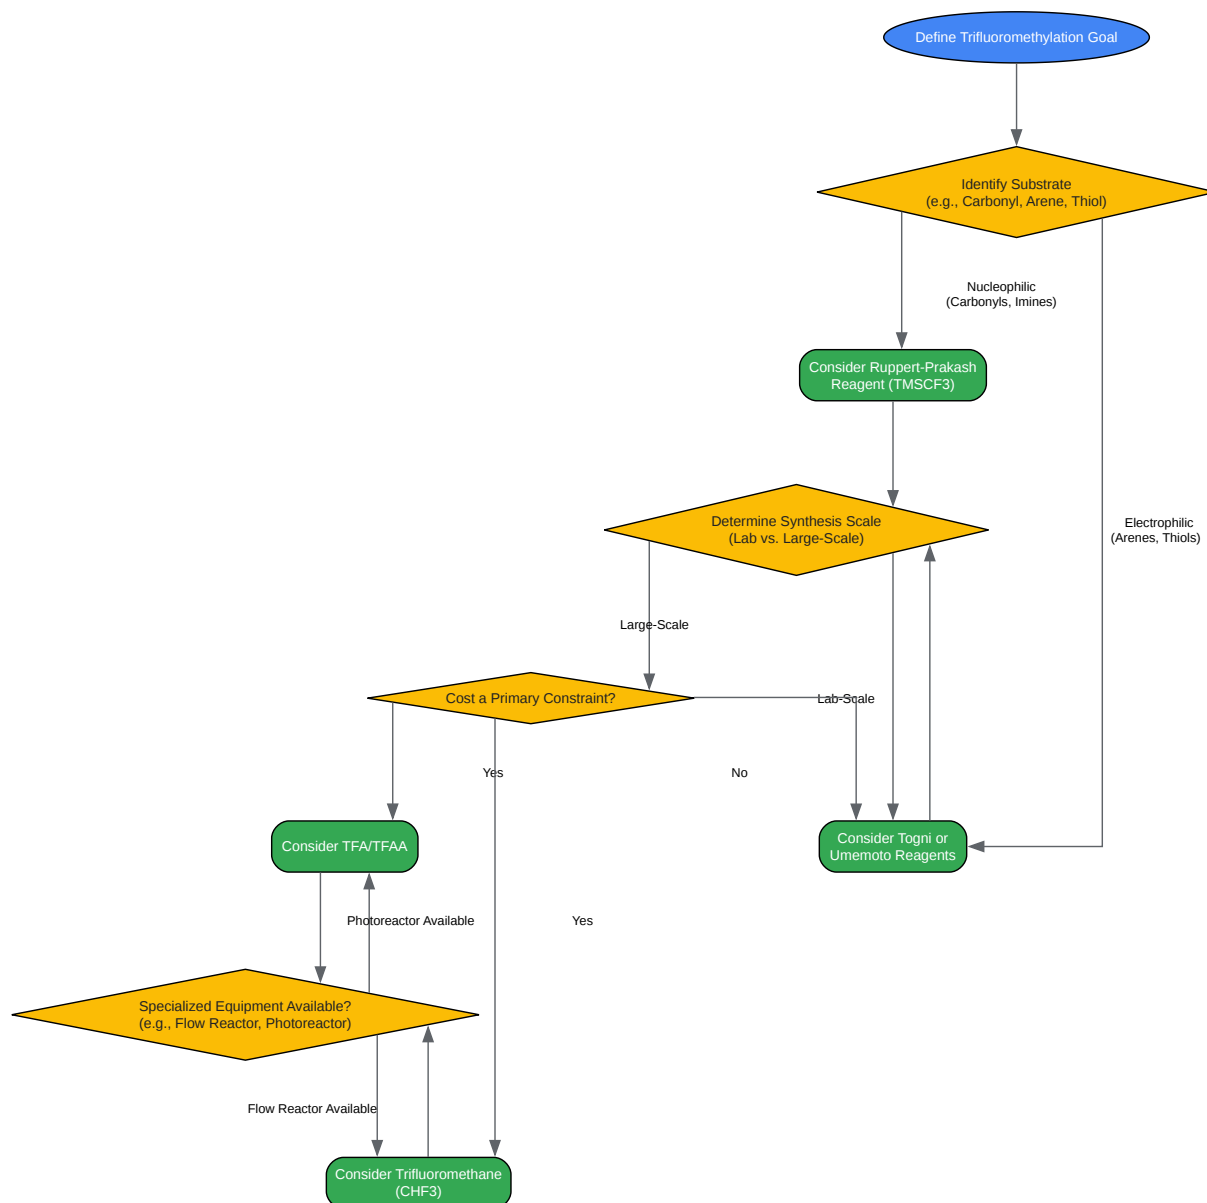 Define Trifluoromethylation Goal
Identify Substrate
(e.g., Carbonyl, Arene, Thiol)
Nucleophilic
(Carbonyls, Imines)
Consider Ruppert-Prakash
Reagent (TMSCF3)
Determine Synthesis Scale
(Lab vs. Large-Scale)
Electrophilic
(Arenes, Thiols)
Large-Scale
Cost a Primary Constraint?
Lab-Scale
Yes
No
Consider TFA/TFAA
Consider Togni or
Umemoto Reagents
Photoreactor Available
Yes
Specialized Equipment Available?
(e.g., Flow Reactor, Photoreactor)
Flow Reactor Available
Consider Trifluoromethane
(CHF3)